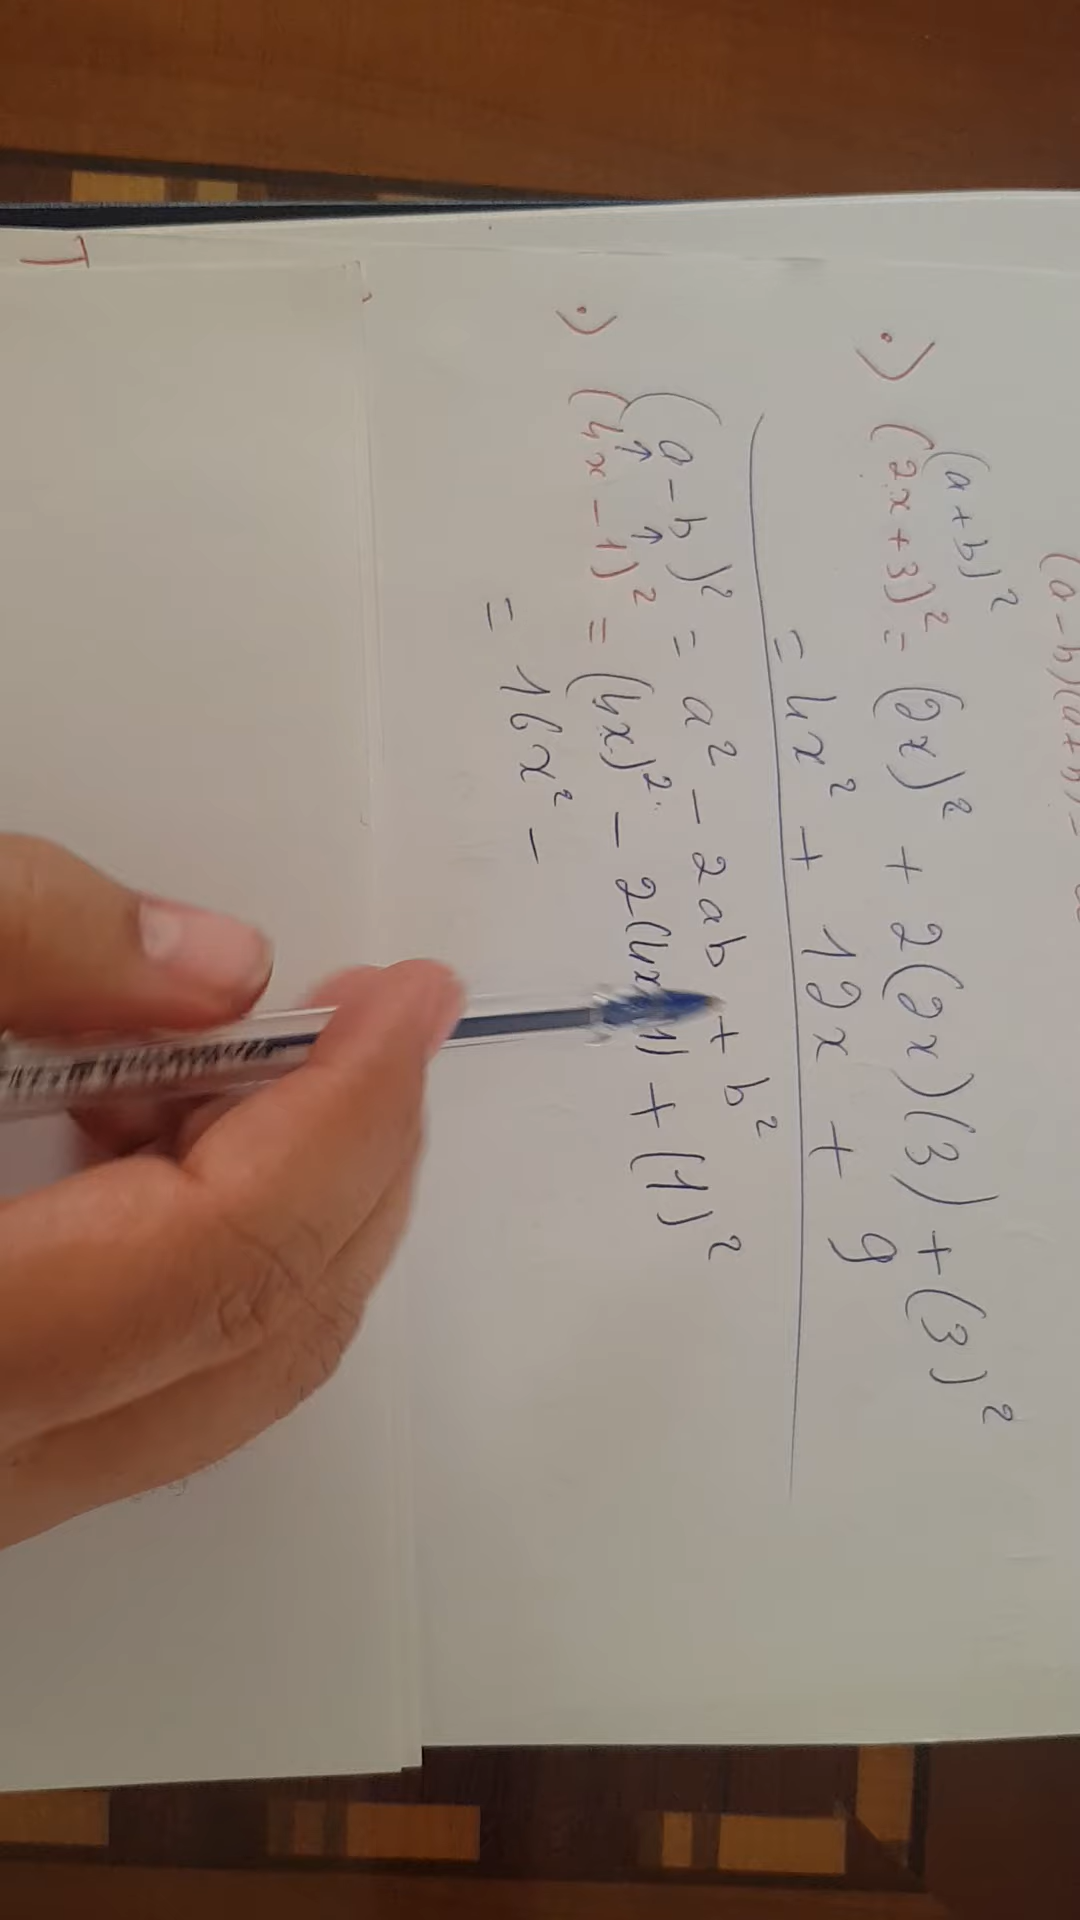 (a-b)(a+b) =
(a+b)²
(2x+3)² = (2x)² + 2(2x)(3) + (3)²
= 4x² + 12x + 9
(a - b)² = a² - 2ab + b²
(4x - 1)² = (4x)² - 2(4x)(1) + (1)²
= 16x² -
T